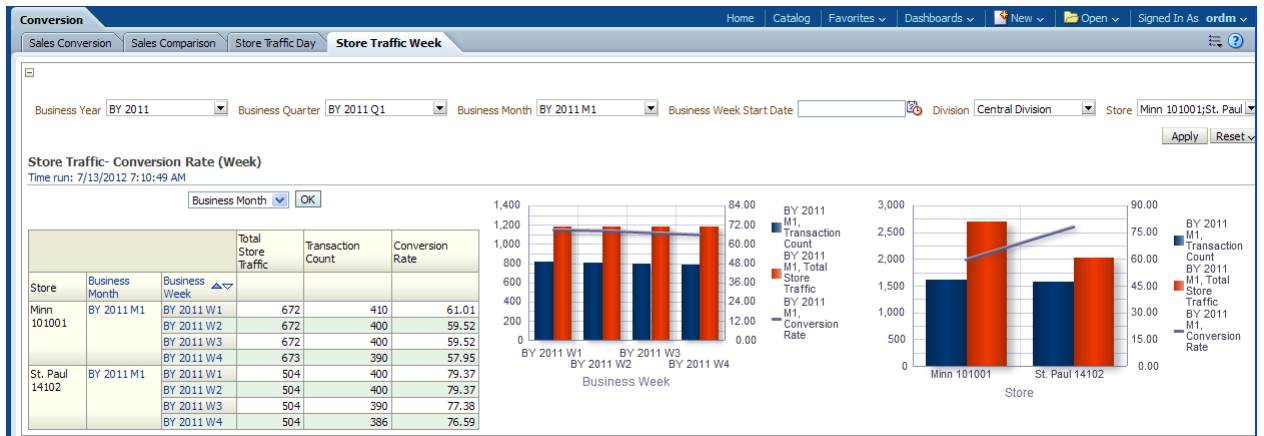 Conversion
Home Catalog Favorites Dashboards New Open Signed In As ordm
Sales Conversion Sales Comparison Store Traffic Day Store Traffic Week
Business Year BY 2011 Business Quarter BY 2011 Q1 Business Month BY 2011 M1 Business Week Start Date Division Central Division Store Minn 101001;St. Paul
Apply Reset
Store Traffic- Conversion Rate (Week)
Time run: 7/13/2012 7:10:49 AM
Business Month OK
Total Store Traffic Transaction Count Conversion Rate
Store Business Month Business Week
Minn 101001 BY 2011 M1 BY 2011 W1 672 410 61.01
BY 2011 W2 672 400 59.52
BY 2011 W3 672 400 59.52
BY 2011 W4 673 390 57.95
St. Paul 14102 BY 2011 M1 BY 2011 W1 504 400 79.37
BY 2011 W2 504 400 79.37
BY 2011 W3 504 390 77.38
BY 2011 W4 504 386 76.59
1,400
1,200
1,000
800
600
400
200
0
84.00
72.00
60.00
48.00
36.00
24.00
12.00
0.00
BY 2011 W1 BY 2011 W2 BY 2011 W3 BY 2011 W4
Business Week
BY 2011
M1,
Transaction
Count
BY 2011
M1, Total
Store
Traffic
BY 2011
M1,
Conversion
Rate
3,000
2,500
2,000
1,500
1,000
500
0
90.00
75.00
60.00
45.00
30.00
15.00
0.00
Minn 101001 St. Paul 14102
Store
BY 2011
M1,
Transaction
Count
BY 2011
M1, Total
Store
Traffic
BY 2011
M1,
Conversion
Rate